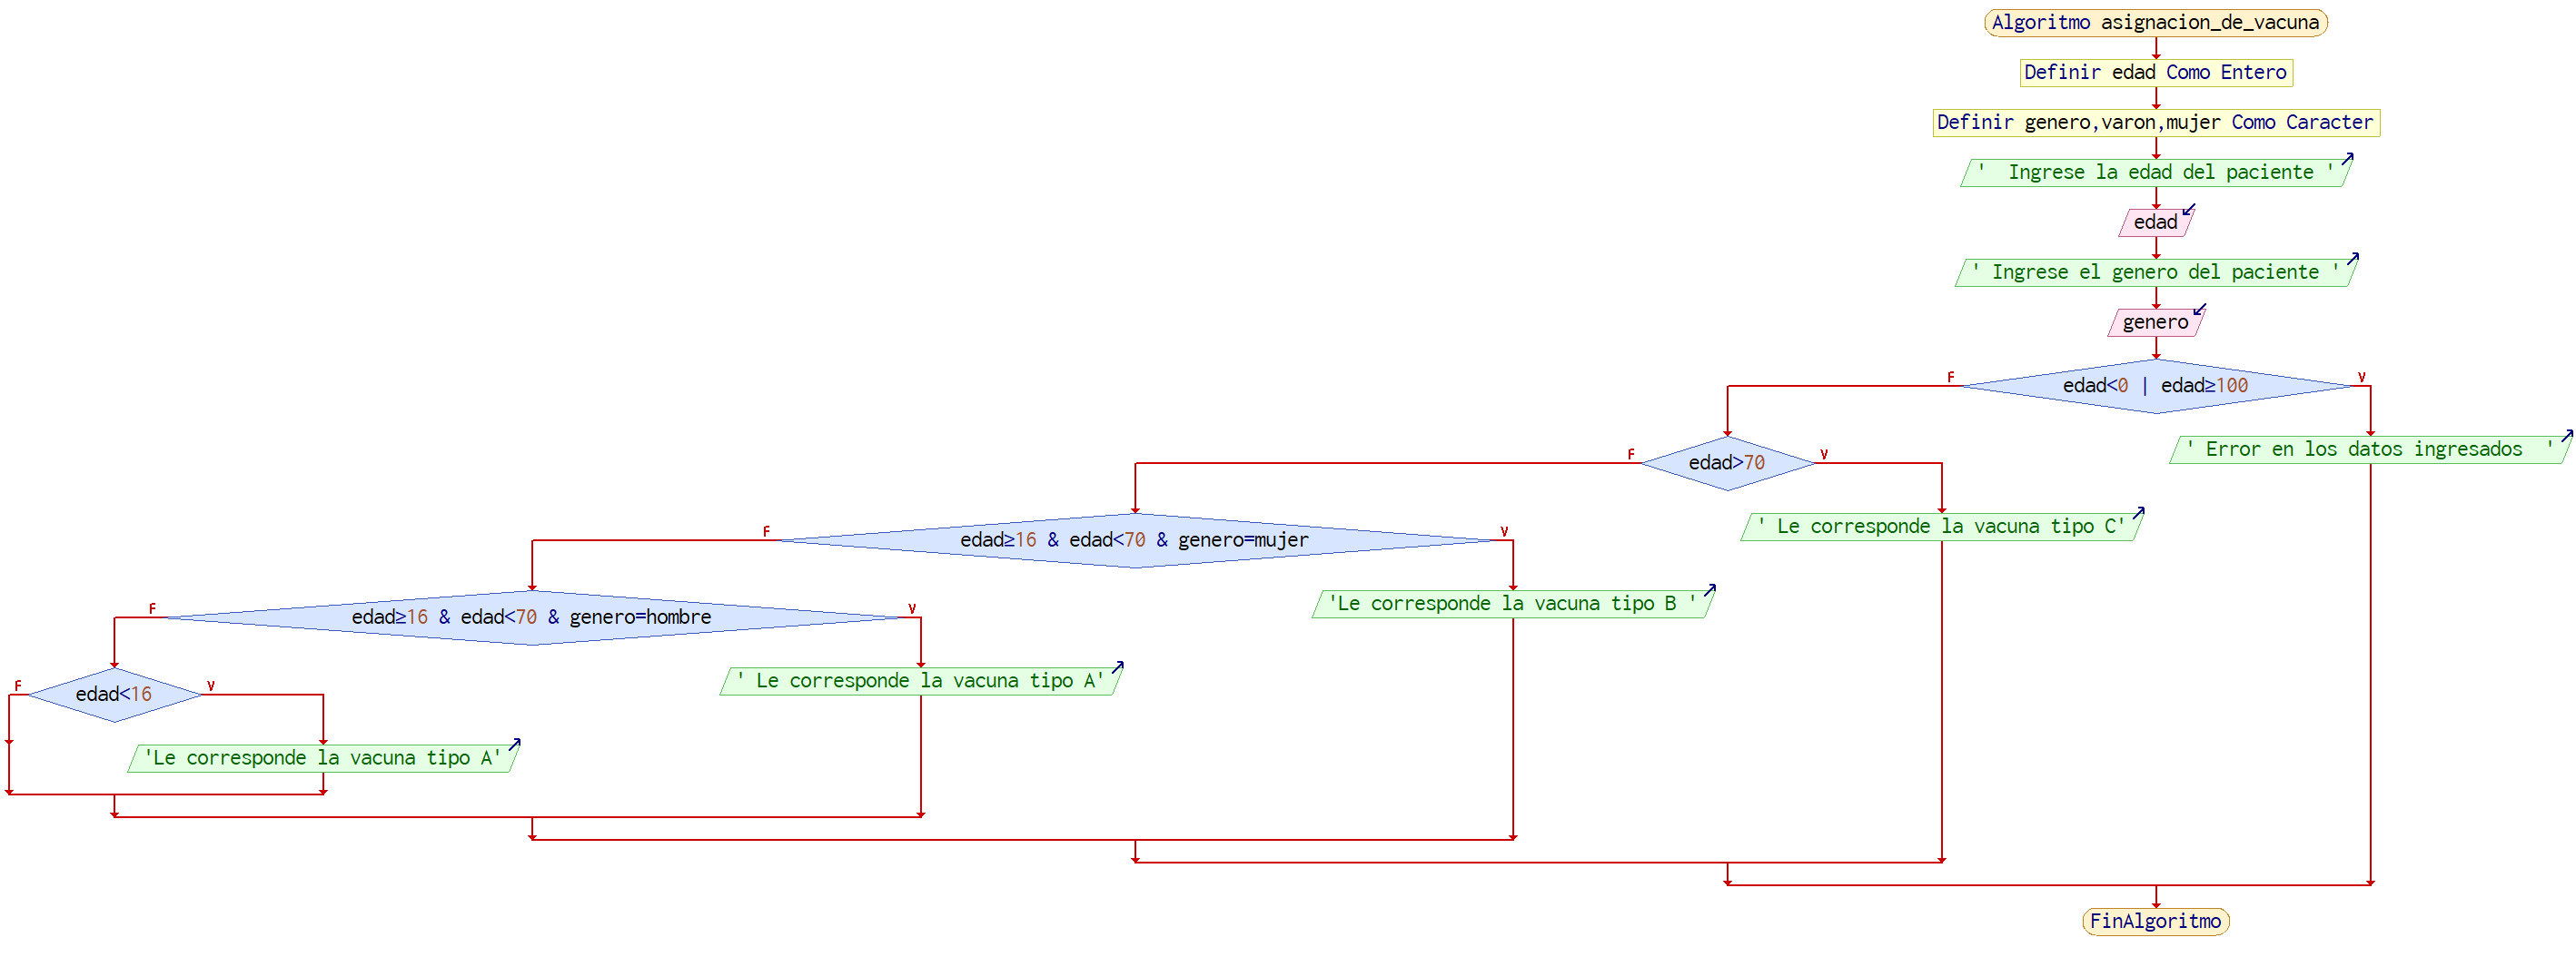 Algoritmo asignacion_de_vacuna
Definir edad Como Entero
Definir genero,varon,mujer Como Caracter
'  Ingrese la edad del paciente '
edad
' Ingrese el genero del paciente '
genero
F
edad<0 | edad≥100
V
' Error en los datos ingresados  '
F
edad>70
V
' Le corresponde la vacuna tipo C'
F
edad≥16 & edad<70 & genero=mujer
V
'Le corresponde la vacuna tipo B '
F
edad≥16 & edad<70 & genero=hombre
V
' Le corresponde la vacuna tipo A'
F
edad<16
V
'Le corresponde la vacuna tipo A'
FinAlgoritmo